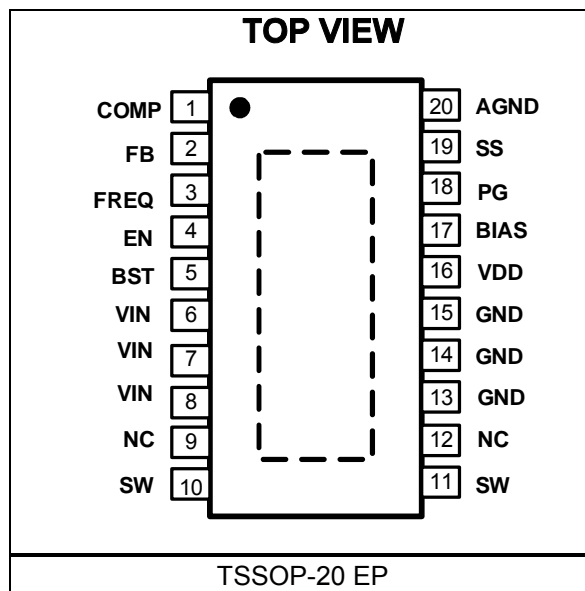 TOP VIEW
COMP 1
FB 2
FREQ 3
EN 4
BST 5
VIN 6
VIN 7
VIN 8
NC 9
SW 10
20 AGND
19 SS
18 PG
17 BIAS
16 VDD
15 GND
14 GND
13 GND
12 NC
11 SW
TSSOP-20 EP